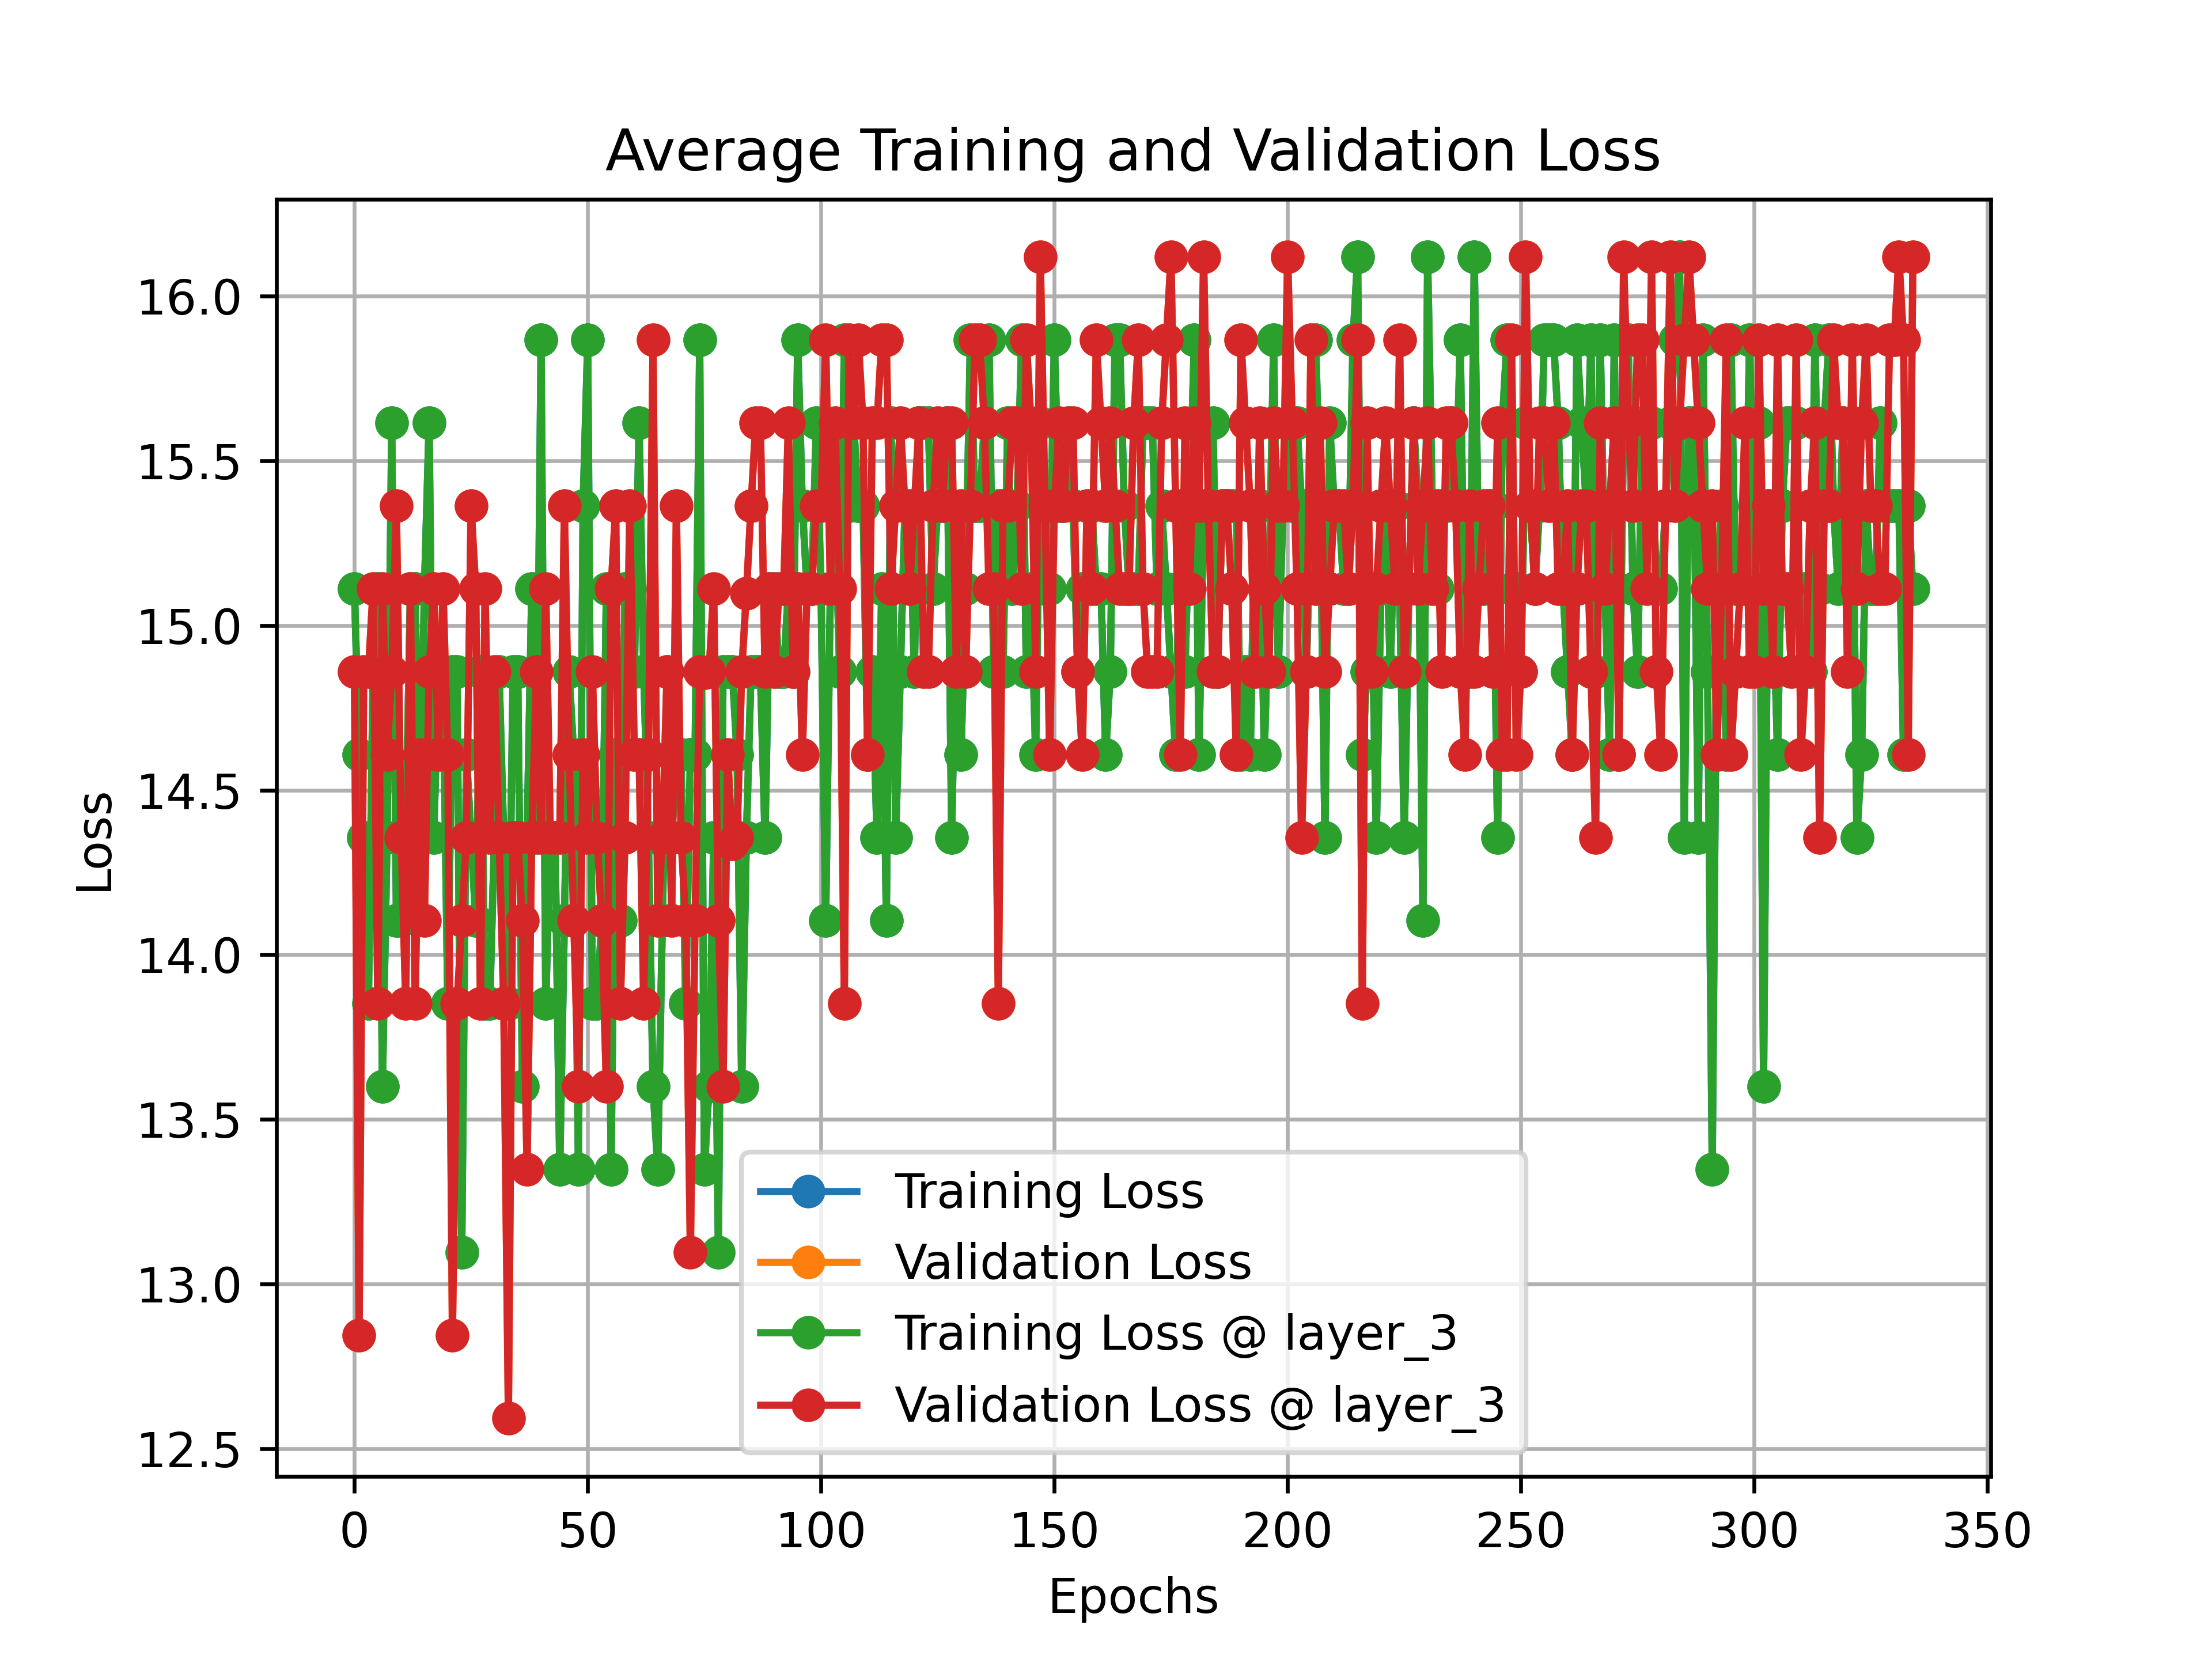 Average Training and Validation Loss
Loss
16.0
15.5
15.0
14.5
14.0
13.5
13.0
12.5
Training Loss
Validation Loss
Training Loss @ layer_3
Validation Loss @ layer_3
0 50 100 150 200 250 300 350
Epochs